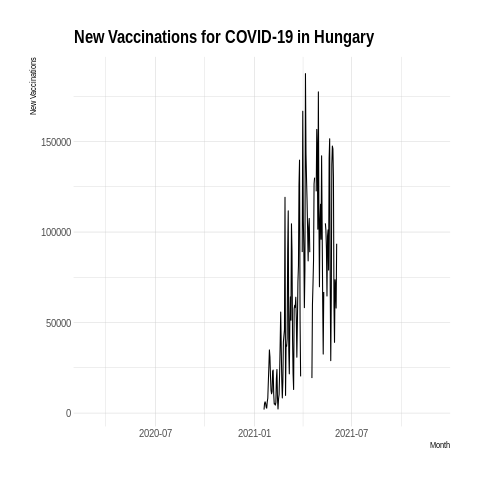 New Vaccinations for COVID-19 in Hungary
New Vaccinations
150000
100000
50000
0
2020-07
2021-01
2021-07
Month